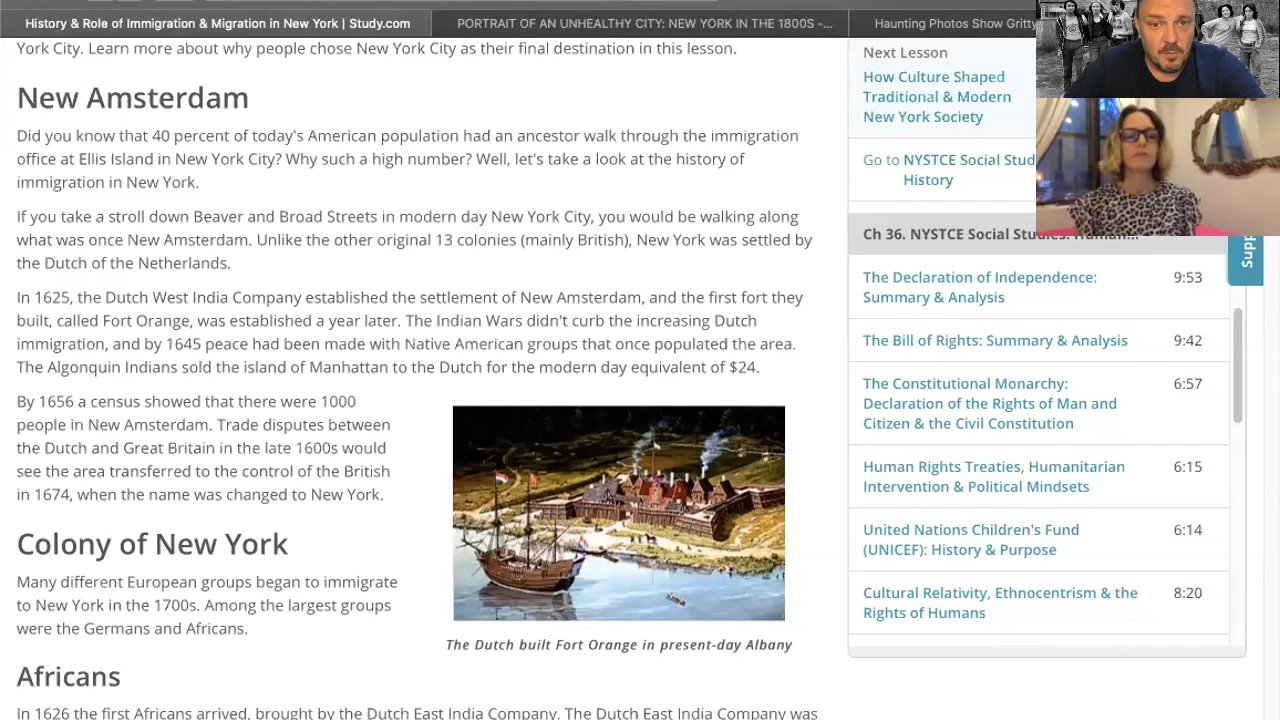 History & Role of Immigration & Migration in New York | Study.com
PORTRAIT OF AN UNHEALTHY CITY: NEW YORK IN THE 1800S -...
Haunting Photos Show Gritty
York City. Learn more about why people chose New York City as their final destination in this lesson.
New Amsterdam
Did you know that 40 percent of today's American population had an ancestor walk through the immigration
office at Ellis Island in New York City? Why such a high number? Well, let's take a look at the history of
immigration in New York.
If you take a stroll down Beaver and Broad Streets in modern day New York City, you would be walking along
what was once New Amsterdam. Unlike the other original 13 colonies (mainly British), New York was settled by
the Dutch of the Netherlands.
In 1625, the Dutch West India Company established the settlement of New Amsterdam, and the first fort they
built, called Fort Orange, was established a year later. The Indian Wars didn't curb the increasing Dutch
immigration, and by 1645 peace had been made with Native American groups that once populated the area.
The Algonquin Indians sold the island of Manhattan to the Dutch for the modern day equivalent of $24.
By 1656 a census showed that there were 1000
people in New Amsterdam. Trade disputes between
the Dutch and Great Britain in the late 1600s would
see the area transferred to the control of the British
in 1674, when the name was changed to New York.
Colony of New York
Many different European groups began to immigrate
to New York in the 1700s. Among the largest groups
were the Germans and Africans.
The Dutch built Fort Orange in present-day Albany
Africans
In 1626 the first Africans arrived, brought by the Dutch East India Company. The Dutch East India Company was
Next Lesson
How Culture Shaped
Traditional & Modern
New York Society
Go to NYSTCE Social Stud
History
Ch 36. NYSTCE Social Studies: Human...
Supp
The Declaration of Independence:
Summary & Analysis
9:53
The Bill of Rights: Summary & Analysis
9:42
The Constitutional Monarchy:
Declaration of the Rights of Man and
Citizen & the Civil Constitution
6:57
Human Rights Treaties, Humanitarian
Intervention & Political Mindsets
6:15
United Nations Children's Fund
(UNICEF): History & Purpose
6:14
Cultural Relativity, Ethnocentrism & the
Rights of Humans
8:20